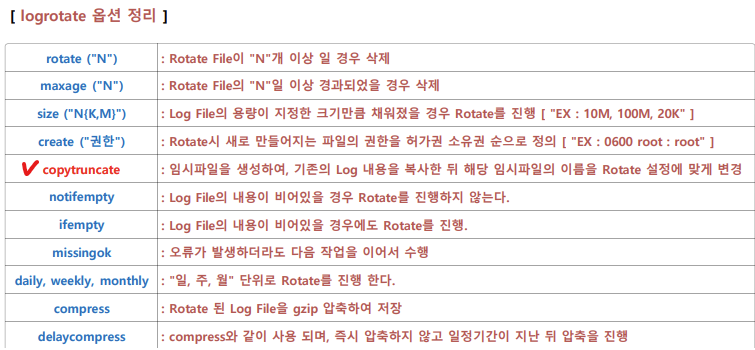 [ logrotate 옵션 정리 ]
rotate ("N") : Rotate File이 "N"개 이상 일 경우 삭제
maxage ("N") : Rotate File의 "N"일 이상 경과되었을 경우 삭제
size ("N{K,M}") : Log File의 용량이 지정한 크기만큼 채워졌을 경우 Rotate를 진행 [ "EX : 10M, 100M, 20K" ]
create ("권한") : Rotate시 새로 만들어지는 파일의 권한을 허가권 소유권 순으로 정의 [ "EX : 0600 root : root" ]
✔ copytruncate : 임시파일을 생성하여, 기존의 Log 내용을 복사한 뒤 해당 임시파일의 이름을 Rotate 설정에 맞게 변경
notifempty : Log File의 내용이 비어있을 경우 Rotate를 진행하지 않는다.
ifempty : Log File의 내용이 비어있을 경우에도 Rotate를 진행.
missingok : 오류가 발생하더라도 다음 작업을 이어서 수행
daily, weekly, monthly : "일, 주, 월" 단위로 Rotate를 진행 한다.
compress : Rotate 된 Log File을 gzip 압축하여 저장
delaycompress : compress와 같이 사용 되며, 즉시 압축하지 않고 일정기간이 지난 뒤 압축을 진행